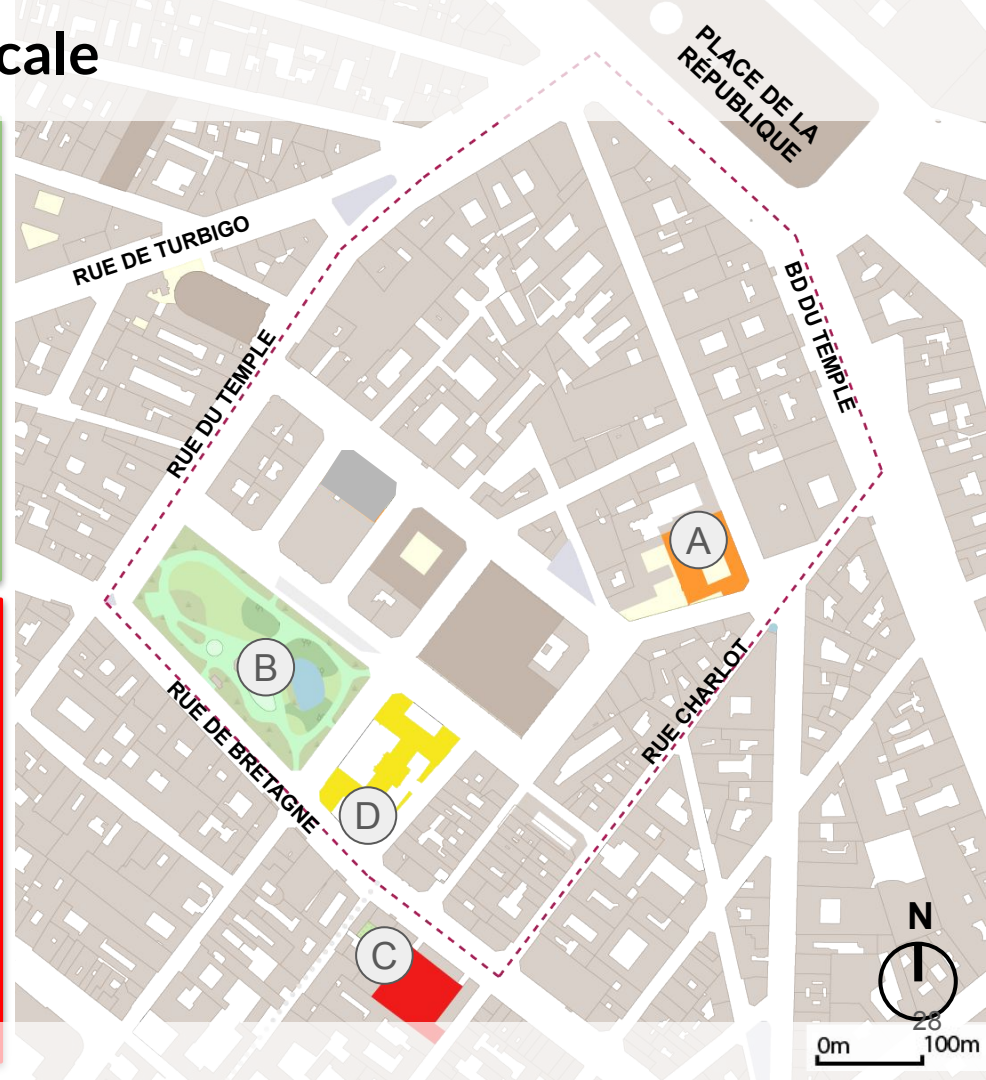 cale
PLACE DE LA
RÉPUBLIQUE
RUE DE TURBIGO
BD DU TEMPLE
RUE DU TEMPLE
A
B
RUE CHARLOT
RUE DE BRETAGNE
D
C
N
28
0m 100m